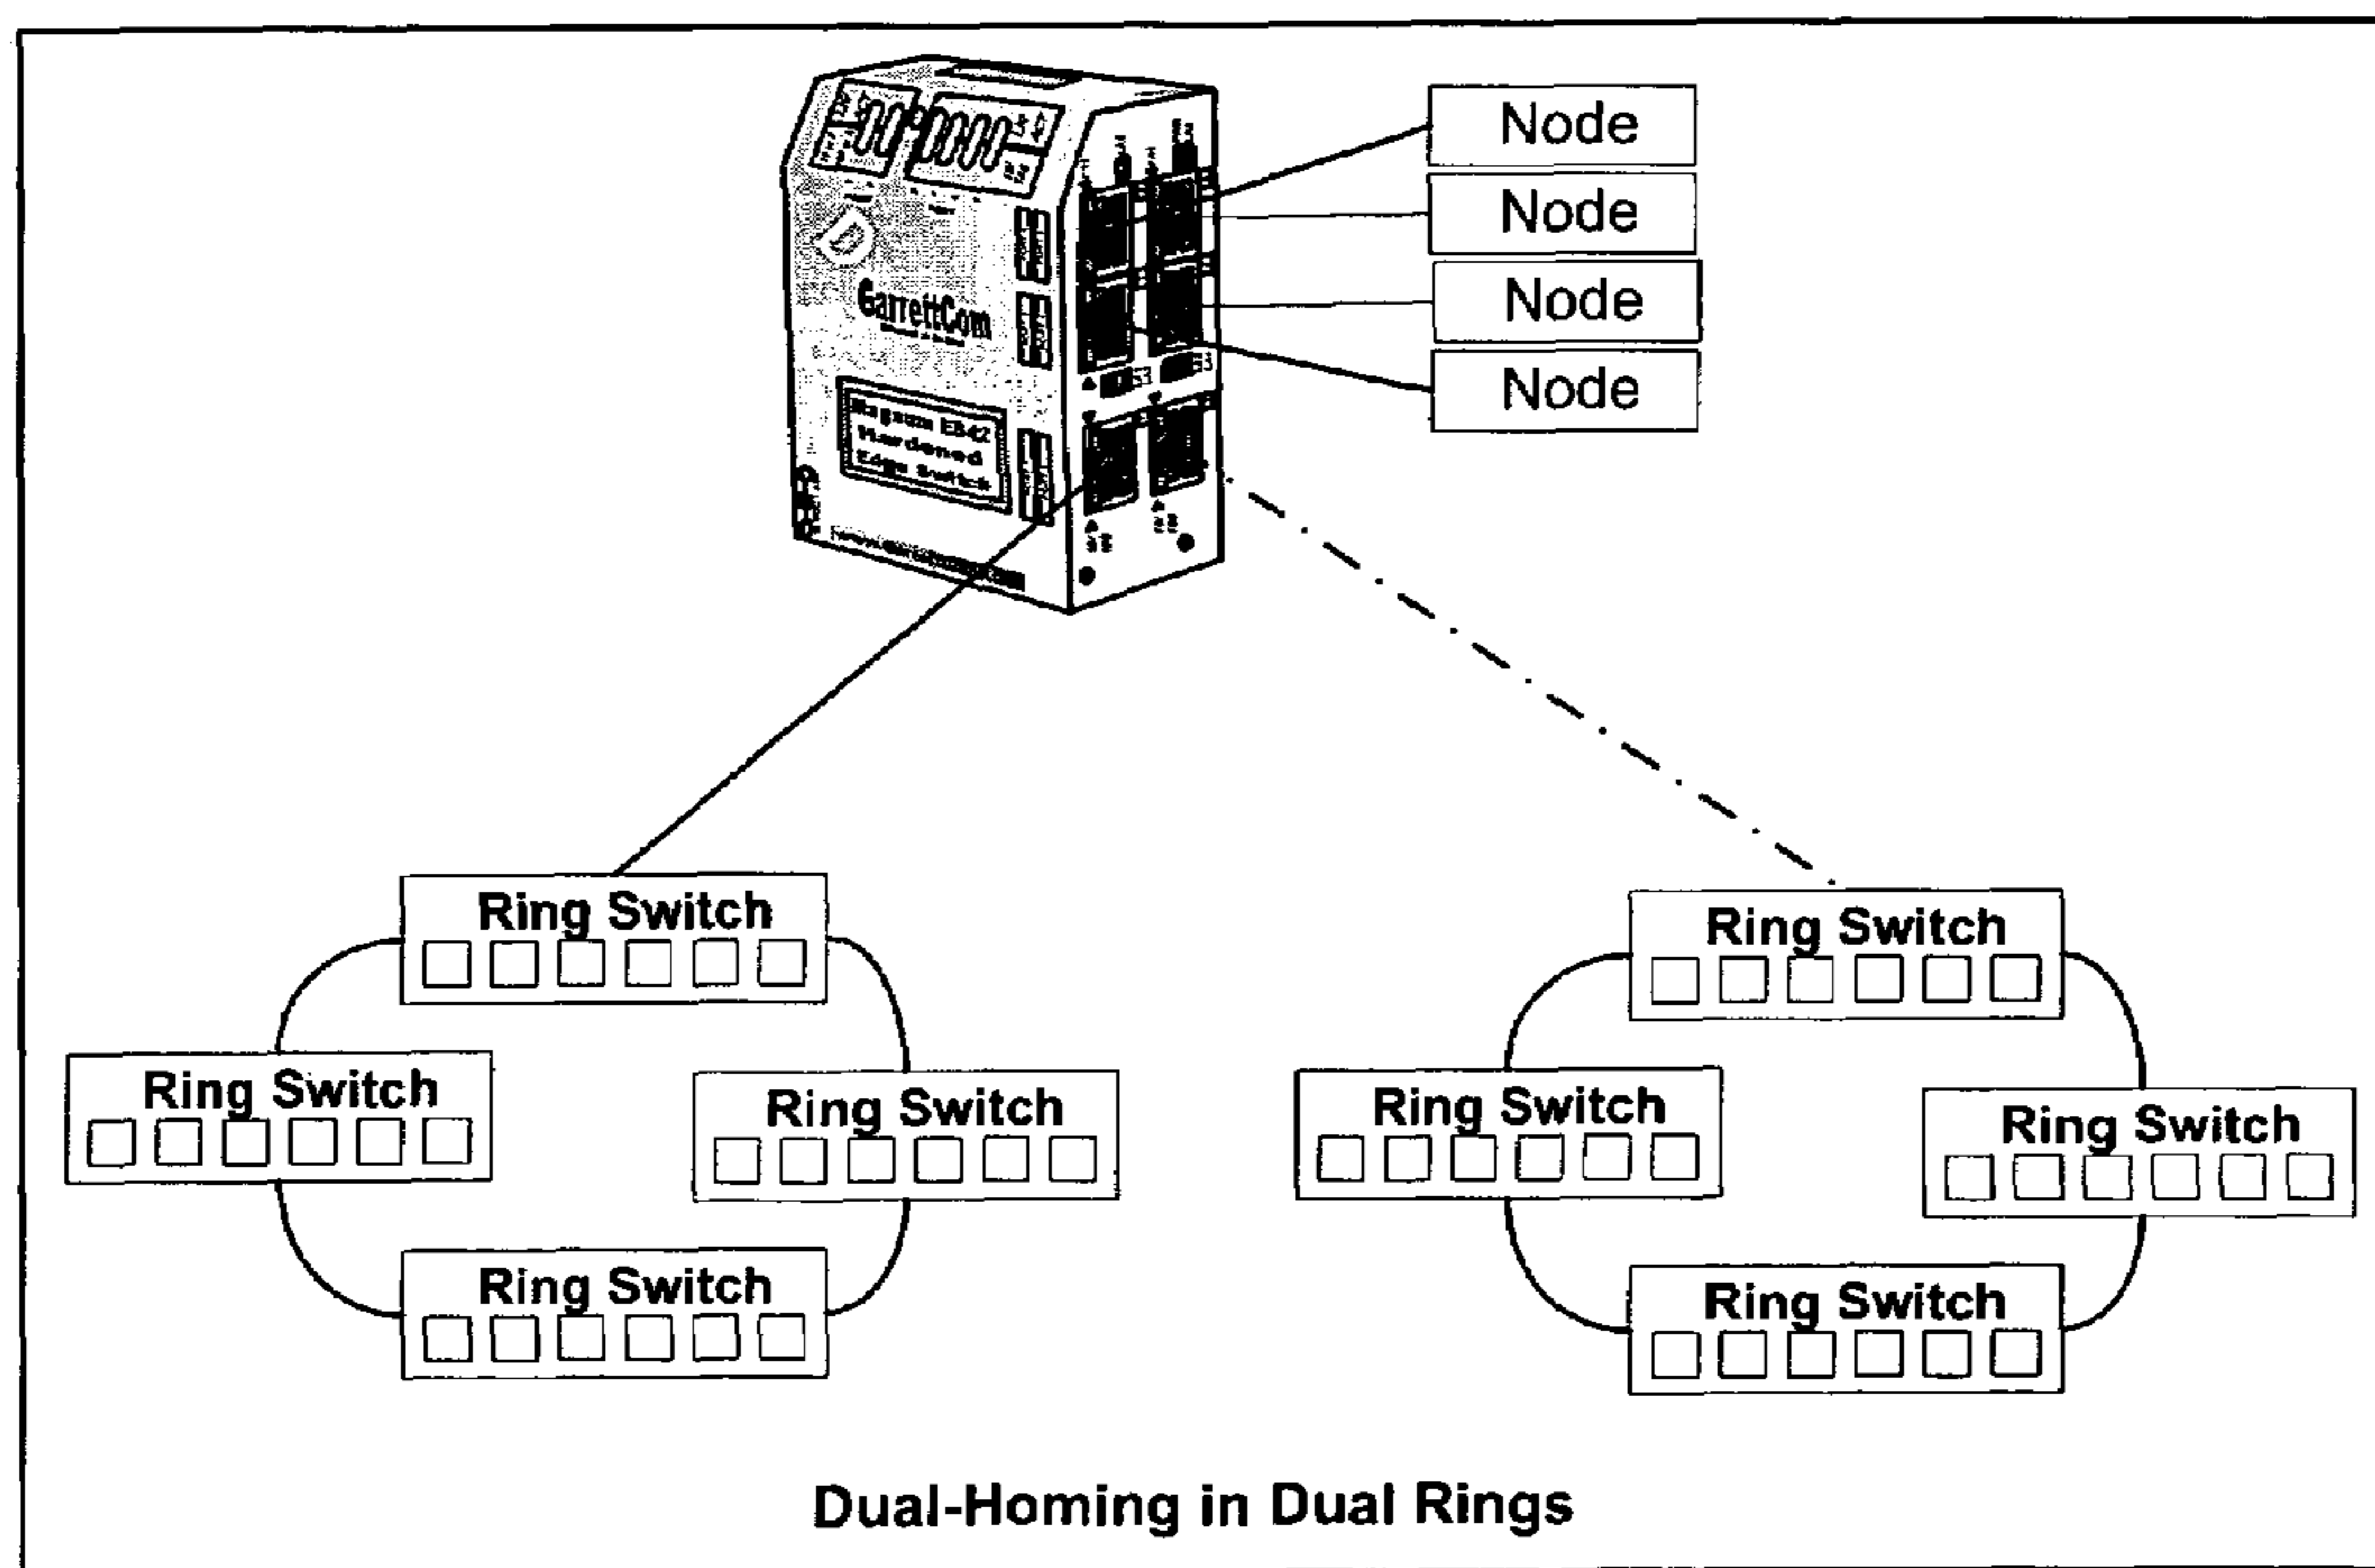 Node
Node
Node
Node
GarrettCom
Magnum E842
Hardened
Edge Switch
Ring Switch
Ring Switch
Ring Switch
Ring Switch
Ring Switch
Ring Switch
Ring Switch
Ring Switch
Dual-Homing in Dual Rings